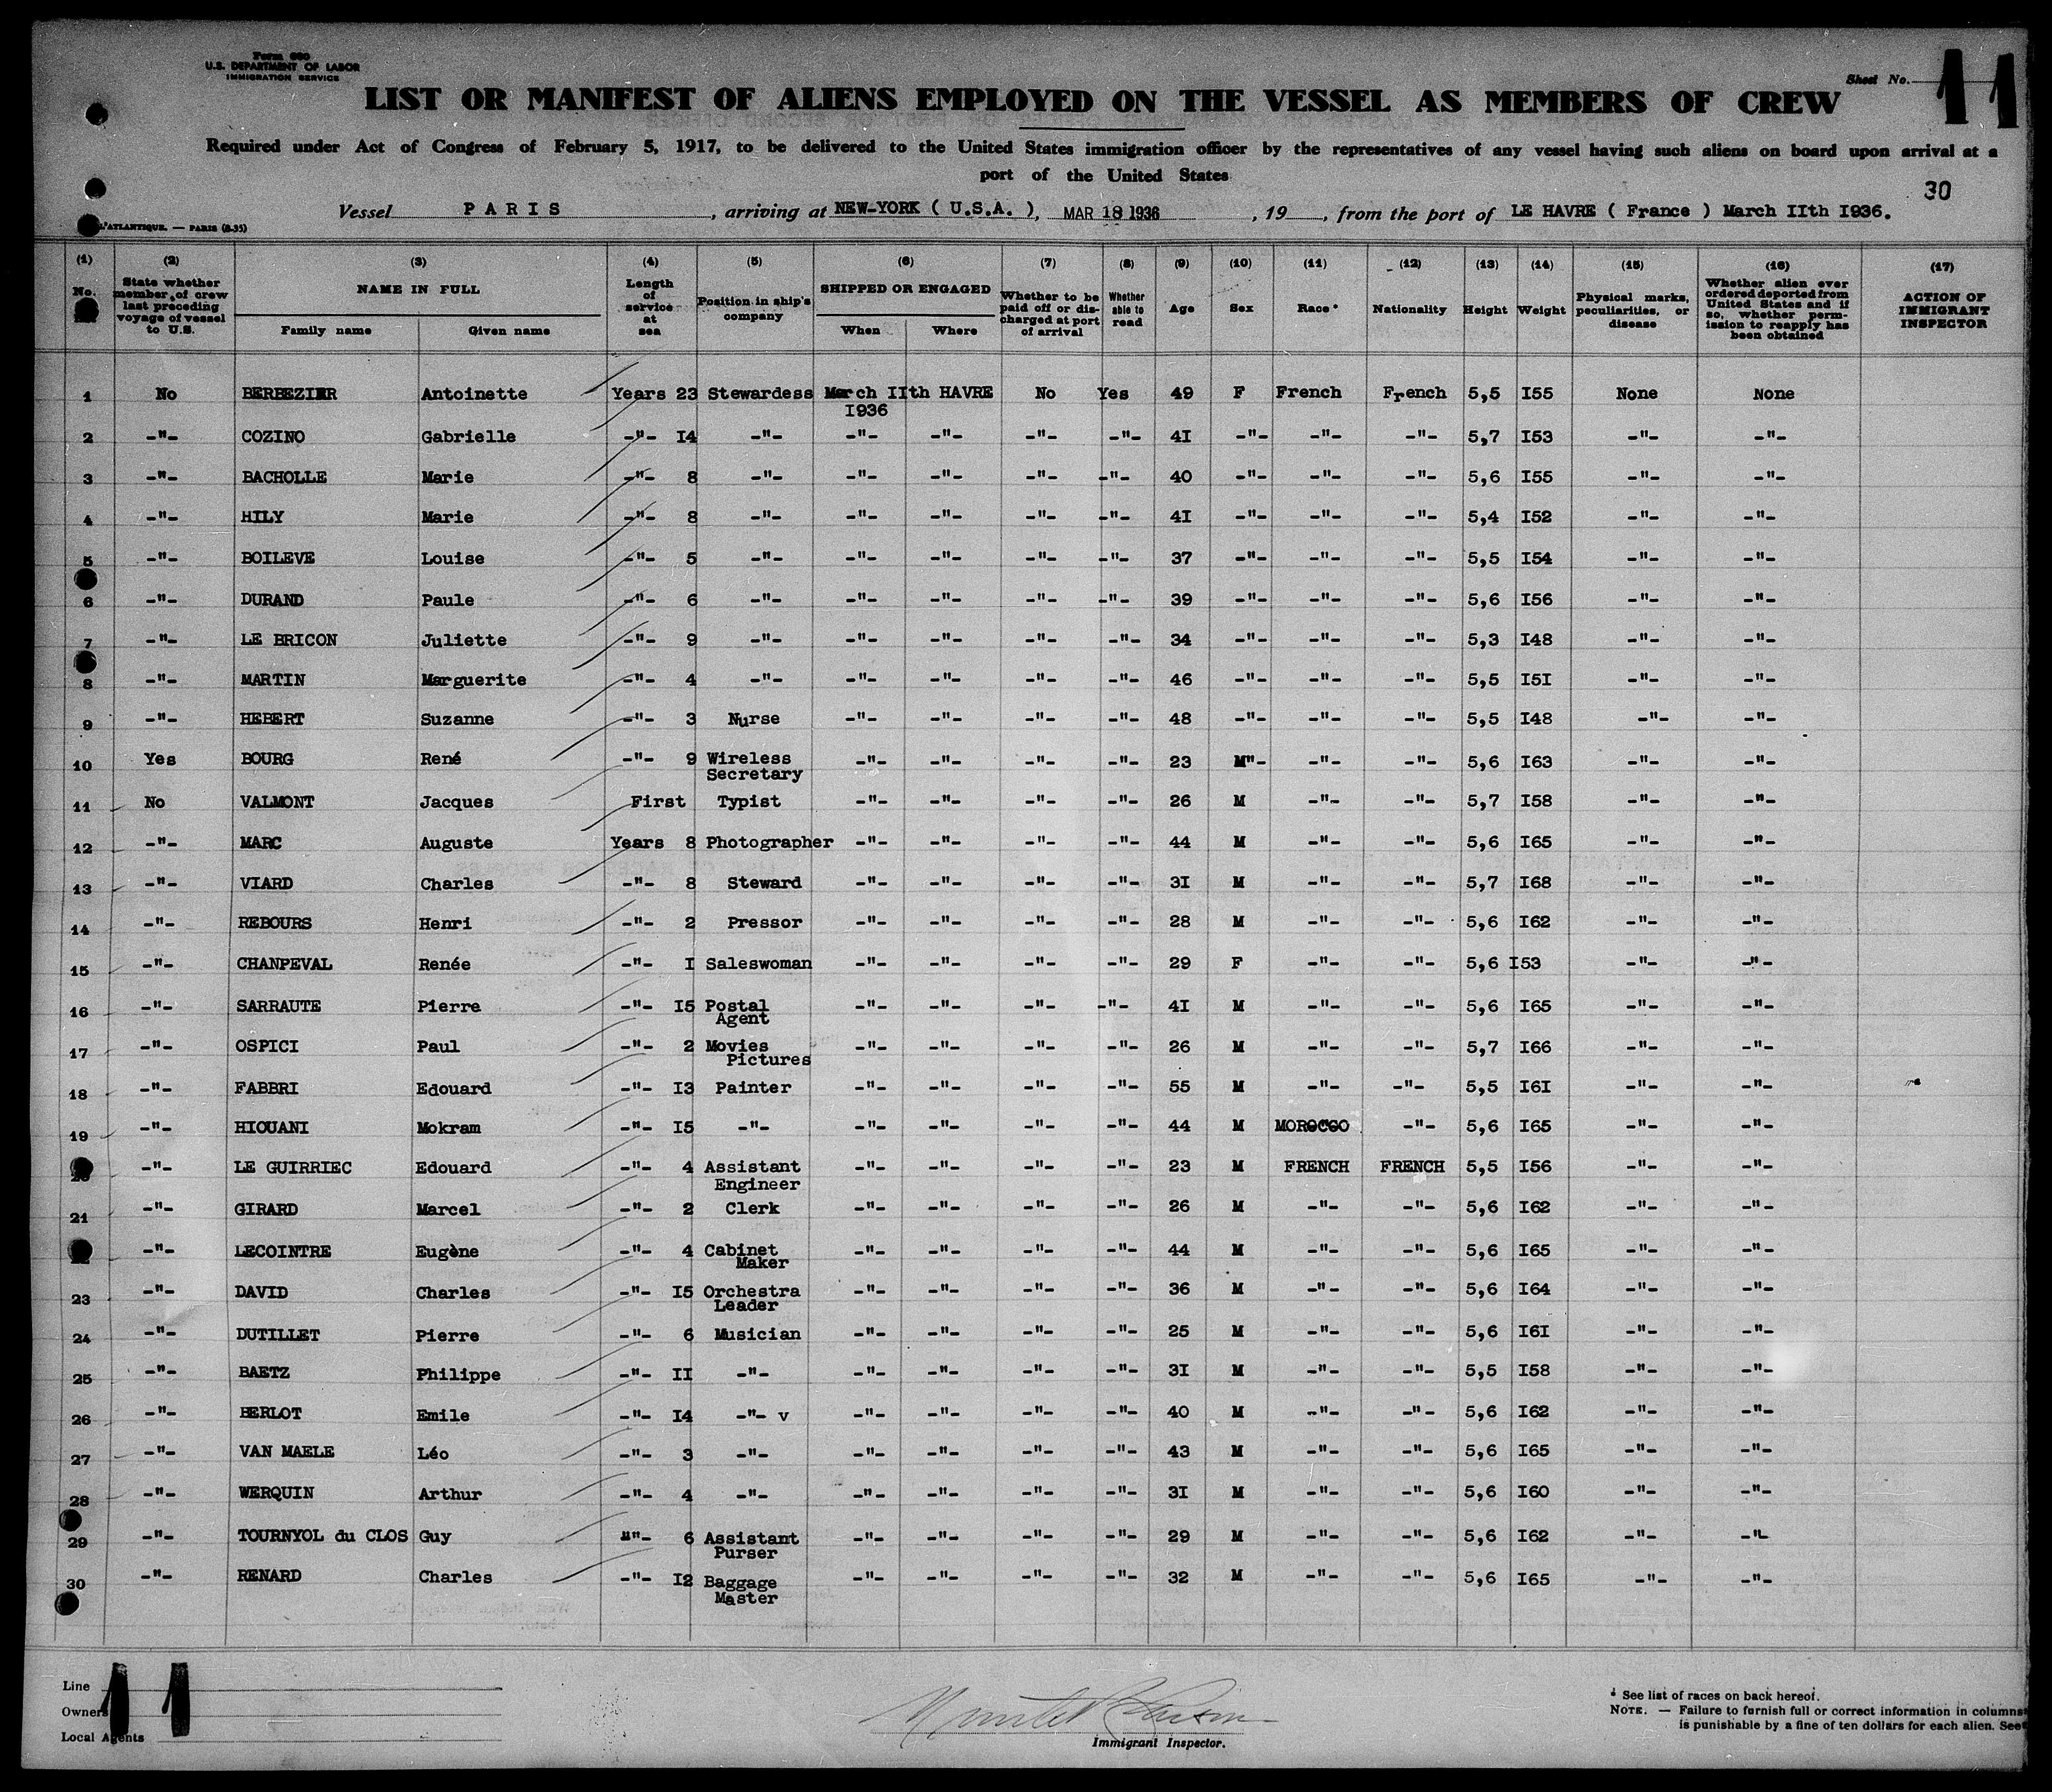 Form 680
U.S. DEPARTMENT OF LABOR
IMMIGRATION SERVICE
Sheet No. 11
LIST OR MANIFEST OF ALIENS EMPLOYED ON THE VESSEL AS MEMBERS OF CREW
Required under Act of Congress of February 5, 1917, to be delivered to the United States immigration officer by the representatives of any vessel having such aliens on board upon arrival at a
port of the United States
30
Vessel PARIS, arriving at NEW-YORK ( U.S.A. ), MAR 18 1936, 19 , from the port of LE HAVRE ( France ) March IIth I936.
L'ATLANTIQUE. — PARIS (8-35)
(1) (2) (3) (4) (5) (6) (7) (8) (9) (10) (11) (12) (13) (14) (15) (16) (17)
No. State whether member of crew last preceding voyage of vessel to U.S. NAME IN FULL Family name Given name Length of service at sea Position in ship's company SHIPPED OR ENGAGED When Where Whether to be paid off or discharged at port of arrival Whether able to read Age Sex Race* Nationality Height Weight Physical marks, peculiarities, or disease Whether alien ever ordered deported from United States and if so, whether permission to reapply has been obtained ACTION OF IMMIGRANT INSPECTOR
1 No BERBEZIER Antoinette Years 23 Stewardess March IIth I936 HAVRE No Yes 49 F French French 5,5 I55 None None
2 -"- COZINO Gabrielle -"- I4 -"- -"- -"- -"- -"- 4I -"- -"- -"- 5,7 I53 -"- -"-
3 -"- BACHOLLE Marie -"- 8 -"- -"- -"- -"- -"- 40 -"- -"- -"- 5,6 I55 -"- -"-
4 -"- HILY Marie -"- 8 -"- -"- -"- -"- -"- 4I -"- -"- -"- 5,4 I52 -"- -"-
5 -"- BOILEVE Louise -"- 5 -"- -"- -"- -"- -"- 37 -"- -"- -"- 5,5 I54 -"- -"-
6 -"- DURAND Paule -"- 6 -"- -"- -"- -"- -"- 39 -"- -"- -"- 5,6 I56 -"- -"-
7 -"- LE BRICON Juliette -"- 9 -"- -"- -"- -"- -"- 34 -"- -"- -"- 5,3 I48 -"- -"-
8 -"- MARTIN Marguerite -"- 4 -"- -"- -"- -"- -"- 46 -"- -"- -"- 5,5 I5I -"- -"-
9 -"- HEBERT Suzanne -"- 3 Nurse -"- -"- -"- -"- 48 -"- -"- -"- 5,5 I48 -"- -"-
10 Yes BOURG René -"- 9 Wireless Secretary -"- -"- -"- -"- 23 M"- -"- -"- 5,6 I63 -"- -"-
11 No VALMONT Jacques First Typist -"- -"- -"- -"- 26 M -"- -"- 5,7 I58 -"- -"-
12 -"- MARC Auguste Years 8 Photographer -"- -"- -"- -"- 44 M -"- -"- 5,6 I65 -"- -"-
13 -"- VIARD Charles -"- 8 Steward -"- -"- -"- -"- 3I M -"- -"- 5,7 I68 -"- -"-
14 -"- REBOURS Henri -"- 2 Pressor -"- -"- -"- -"- 28 M -"- -"- 5,6 I62 -"- -"-
15 -"- CHANPEVAL Renée -"- I Saleswoman -"- -"- -"- -"- 29 F -"- -"- 5,6 I53 -"- -"-
16 -"- SARRAUTE Pierre -"- I5 Postal Agent -"- -"- -"- -"- 4I M -"- -"- 5,6 I65 -"- -"-
17 -"- OSPICI Paul -"- 2 Movies Pictures -"- -"- -"- -"- 26 M -"- -"- 5,7 I66 -"- -"-
18 -"- FABBRI Edouard -"- I3 Painter -"- -"- -"- -"- 55 M -"- -"- 5,5 I6I -"- -"-
19 -"- HIOUANI Mokram -"- I5 -"- -"- -"- -"- -"- 44 M MOROCCO -"- 5,6 I65 -"- -"-
20 -"- LE GUIRRIEC Edouard -"- 4 Assistant Engineer -"- -"- -"- -"- 23 M FRENCH FRENCH 5,5 I56 -"- -"-
21 -"- GIRARD Marcel -"- 2 Clerk -"- -"- -"- -"- 26 M -"- -"- 5,6 I62 -"- -"-
22 -"- LECOINTRE Eugène -"- 4 Cabinet Maker -"- -"- -"- -"- 44 M -"- -"- 5,6 I65 -"- -"-
23 -"- DAVID Charles -"- I5 Orchestra Leader -"- -"- -"- -"- 36 M -"- -"- 5,6 I64 -"- -"-
24 -"- DUTILLET Pierre -"- 6 Musician -"- -"- -"- -"- 25 M -"- -"- 5,6 I6I -"- -"-
25 -"- BAETZ Philippe -"- II -"- -"- -"- -"- -"- 3I M -"- -"- 5,5 I58 -"- -"-
26 -"- BERLOT Emile -"- I4 -"- v -"- -"- -"- -"- 40 M -"- -"- 5,6 I62 -"- -"-
27 -"- VAN MAELE Léo -"- 3 -"- -"- -"- -"- -"- 43 M -"- -"- 5,6 I65 -"- -"-
28 -"- WERQUIN Arthur -"- 4 -"- -"- -"- -"- -"- 3I M -"- -"- 5,6 I60 -"- -"-
29 -"- TOURNYOL du CLOS Guy -"- 6 Assistant Purser -"- -"- -"- -"- 29 M -"- -"- 5,6 I62 -"- -"-
30 -"- RENARD Charles -"- I2 Baggage Master -"- -"- -"- -"- 32 M -"- -"- 5,6 I65 -"- -"-
Line
Owners
Local Agents
11
Immigrant Inspector.
* See list of races on back hereof.
NOTE. — Failure to furnish full or correct information in columns
is punishable by a fine of ten dollars for each alien. See